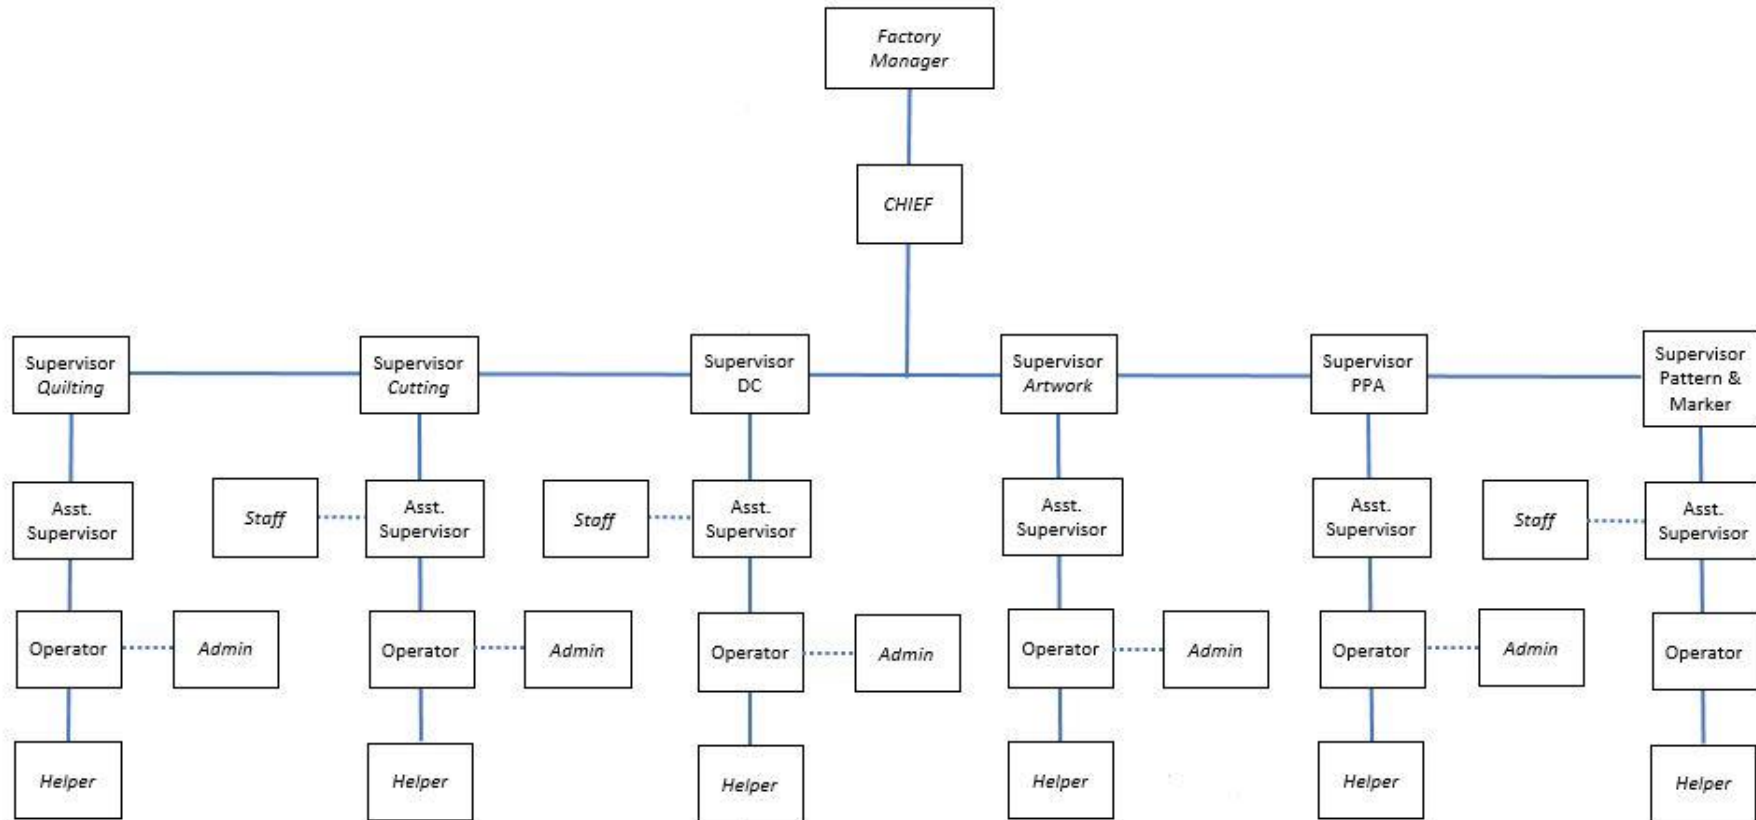 Factory
Manager
CHIEF
Supervisor
Quilting
Supervisor
Cutting
Supervisor
DC
Supervisor
Artwork
Supervisor
PPA
Supervisor
Pattern &
Marker
Asst.
Supervisor
Staff
Asst.
Supervisor
Staff
Asst.
Supervisor
Asst.
Supervisor
Asst.
Supervisor
Staff
Asst.
Supervisor
Operator
Admin
Operator
Admin
Operator
Admin
Operator
Admin
Operator
Admin
Operator
Helper
Helper
Helper
Helper
Helper
Helper